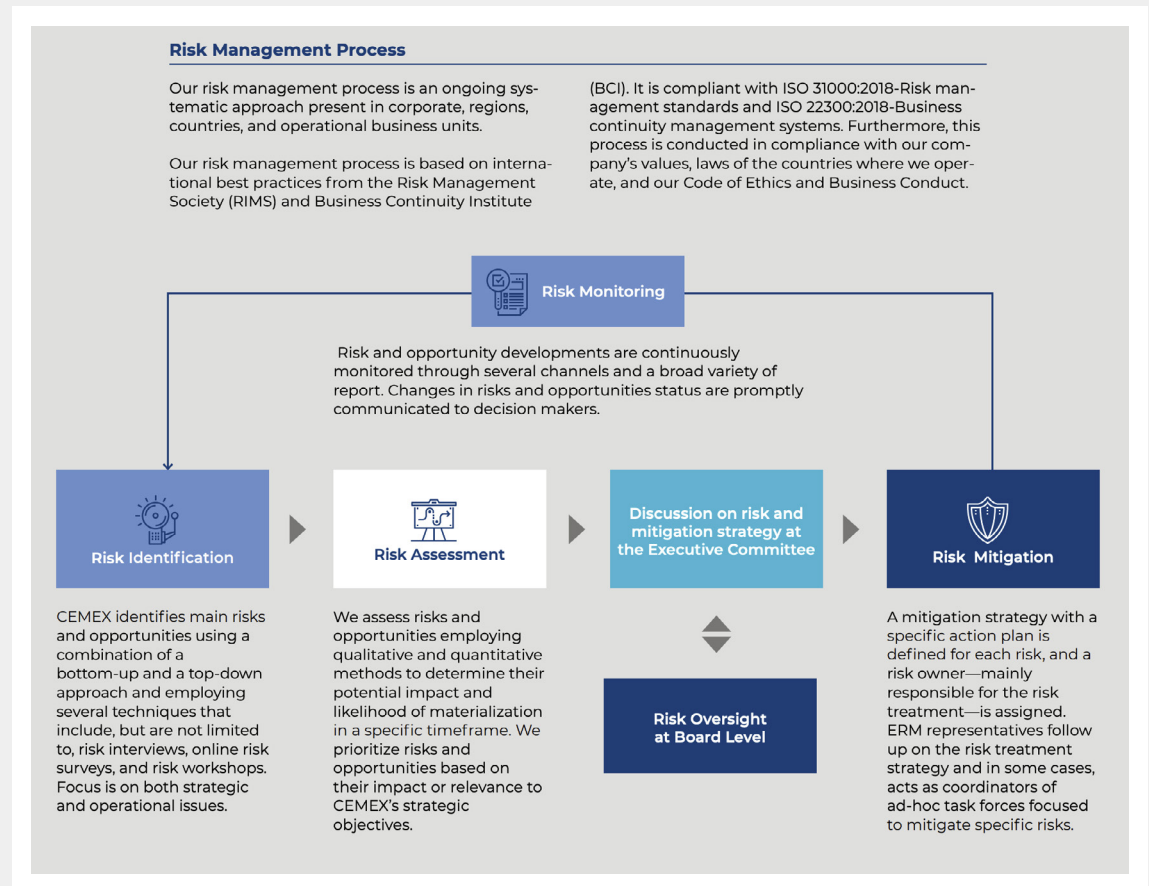 Risk Management Process
Our risk management process is an ongoing sys-
tematic approach present in corporate, regions,
countries, and operational business units.
Our risk management process is based on interna-
tional best practices from the Risk Management
Society (RIMS) and Business Continuity Institute
(BCI). It is compliant with ISO 31000:2018-Risk man-
agement standards and ISO 22300:2018-Business
continuity management systems. Furthermore, this
process is conducted in compliance with our com-
pany's values, laws of the countries where we oper-
ate, and our Code of Ethics and Business Conduct.
Risk Monitoring
Risk and opportunity developments are continuously
monitored through several channels and a broad variety of
report. Changes in risks and opportunities status are promptly
communicated to decision makers.
Risk Identification
CEMEX identifies main risks
and opportunities using a
combination of a
bottom-up and a top-down
approach and employing
several techniques that
include, but are not limited
to, risk interviews, online risk
surveys, and risk workshops.
Focus is on both strategic
and operational issues.
Risk Assessment
We assess risks and
opportunities employing
qualitative and quantitative
methods to determine their
potential impact and
likelihood of materialization
in a specific timeframe. We
prioritize risks and
opportunities based on
their impact or relevance to
CEMEX's strategic
objectives.
Discussion on risk and
mitigation strategy at
the Executive Committee
Risk Oversight
at Board Level
Risk Mitigation
A mitigation strategy with a
specific action plan is
defined for each risk, and a
risk owner—mainly
responsible for the risk
treatment—is assigned.
ERM representatives follow
up on the risk treatment
strategy and in some cases,
acts as coordinators of
ad-hoc task forces focused
to mitigate specific risks.